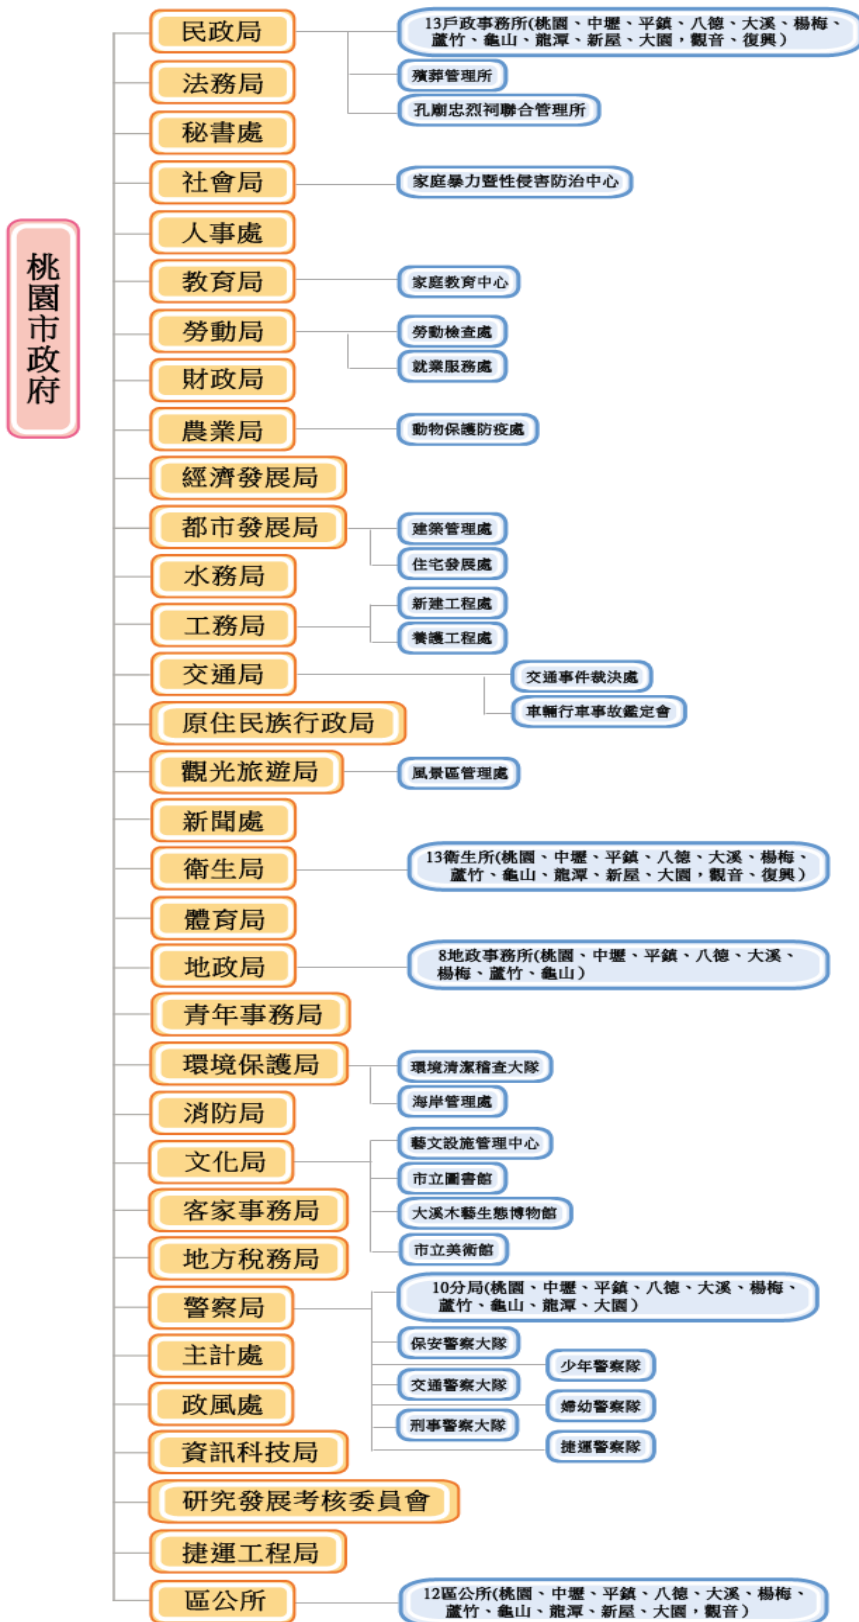 桃園市政府
民政局
13戶政事務所(桃園、中壢、平鎮、八德、大溪、楊梅、
蘆竹、龜山、龍潭、新屋、大園，觀音、復興)
殯葬管理所
孔廟忠烈祠聯合管理所
法務局
秘書處
社會局
家庭暴力暨性侵害防治中心
人事處
教育局
家庭教育中心
勞動局
勞動檢查處
就業服務處
財政局
農業局
動物保護防疫處
經濟發展局
都市發展局
建築管理處
住宅發展處
水務局
工務局
新建工程處
養護工程處
交通局
交通事件裁決處
車輛行車事故鑑定會
原住民族行政局
觀光旅遊局
風景區管理處
新聞處
衛生局
13衛生所(桃園、中壢、平鎮、八德、大溪、楊梅、
蘆竹、龜山、龍潭、新屋、大園，觀音、復興)
體育局
地政局
8地政事務所(桃園、中壢、平鎮、八德、大溪、
楊梅、蘆竹、龜山)
青年事務局
環境保護局
環境清潔稽查大隊
海岸管理處
消防局
文化局
藝文設施管理中心
市立圖書館
大溪木藝生態博物館
市立美術館
客家事務局
地方稅務局
警察局
10分局(桃園、中壢、平鎮、八德、大溪、楊梅、
蘆竹、龜山、龍潭、大園)
保安警察大隊
少年警察隊
交通警察大隊
婦幼警察隊
刑事警察大隊
捷運警察隊
主計處
政風處
資訊科技局
研究發展考核委員會
捷運工程局
區公所
12區公所(桃園、中壢、平鎮、八德、大溪、楊梅、
蘆竹、龜山、龍潭、新屋、大園，觀音)